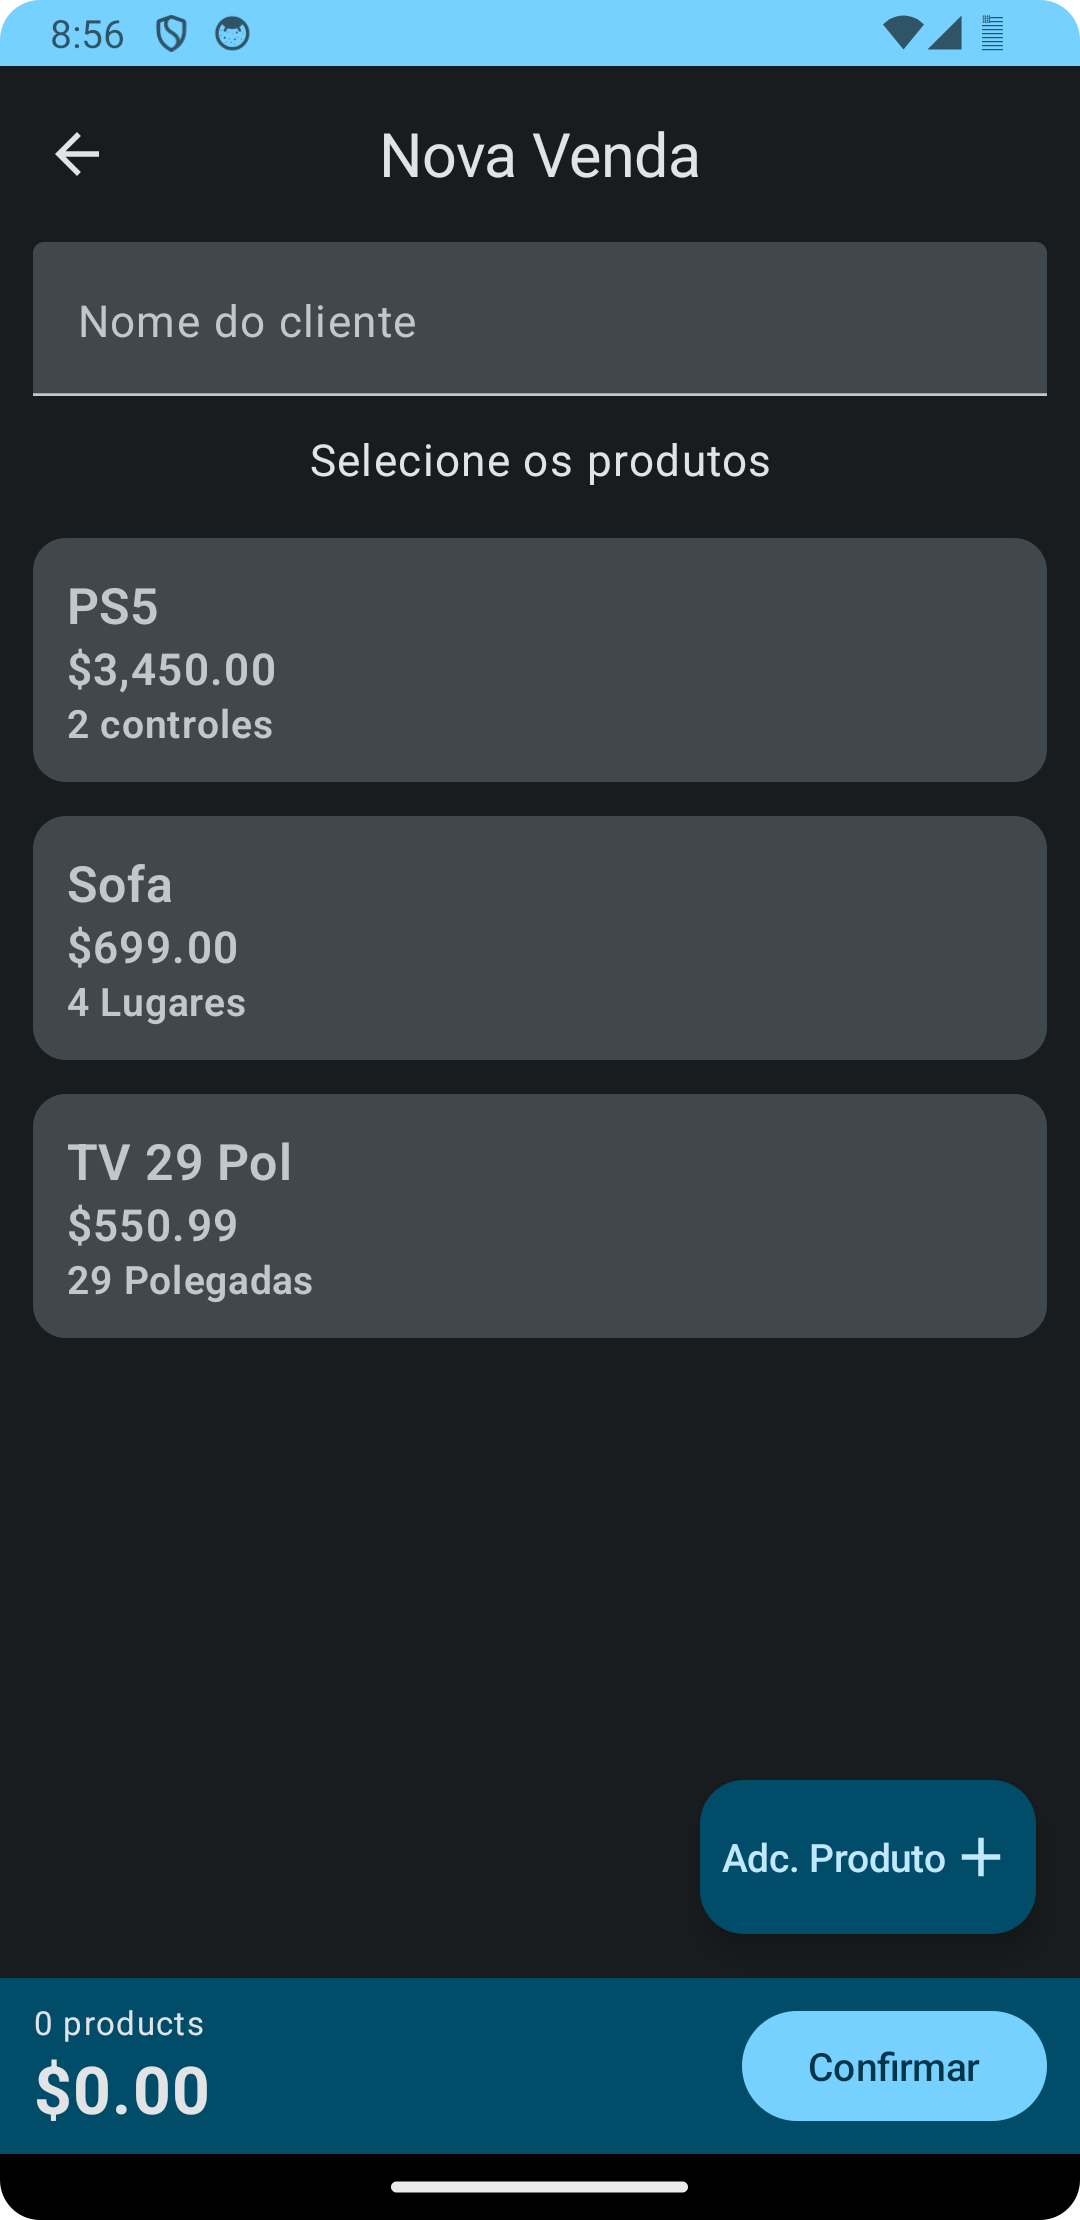 8:56
Nova Venda
Nome do cliente
Selecione os produtos
PS5
$3,450.00
2 controles
Sofa
$699.00
4 Lugares
TV 29 Pol
$550.99
29 Polegadas
Adc. Produto
0 products
$0.00
Confirmar